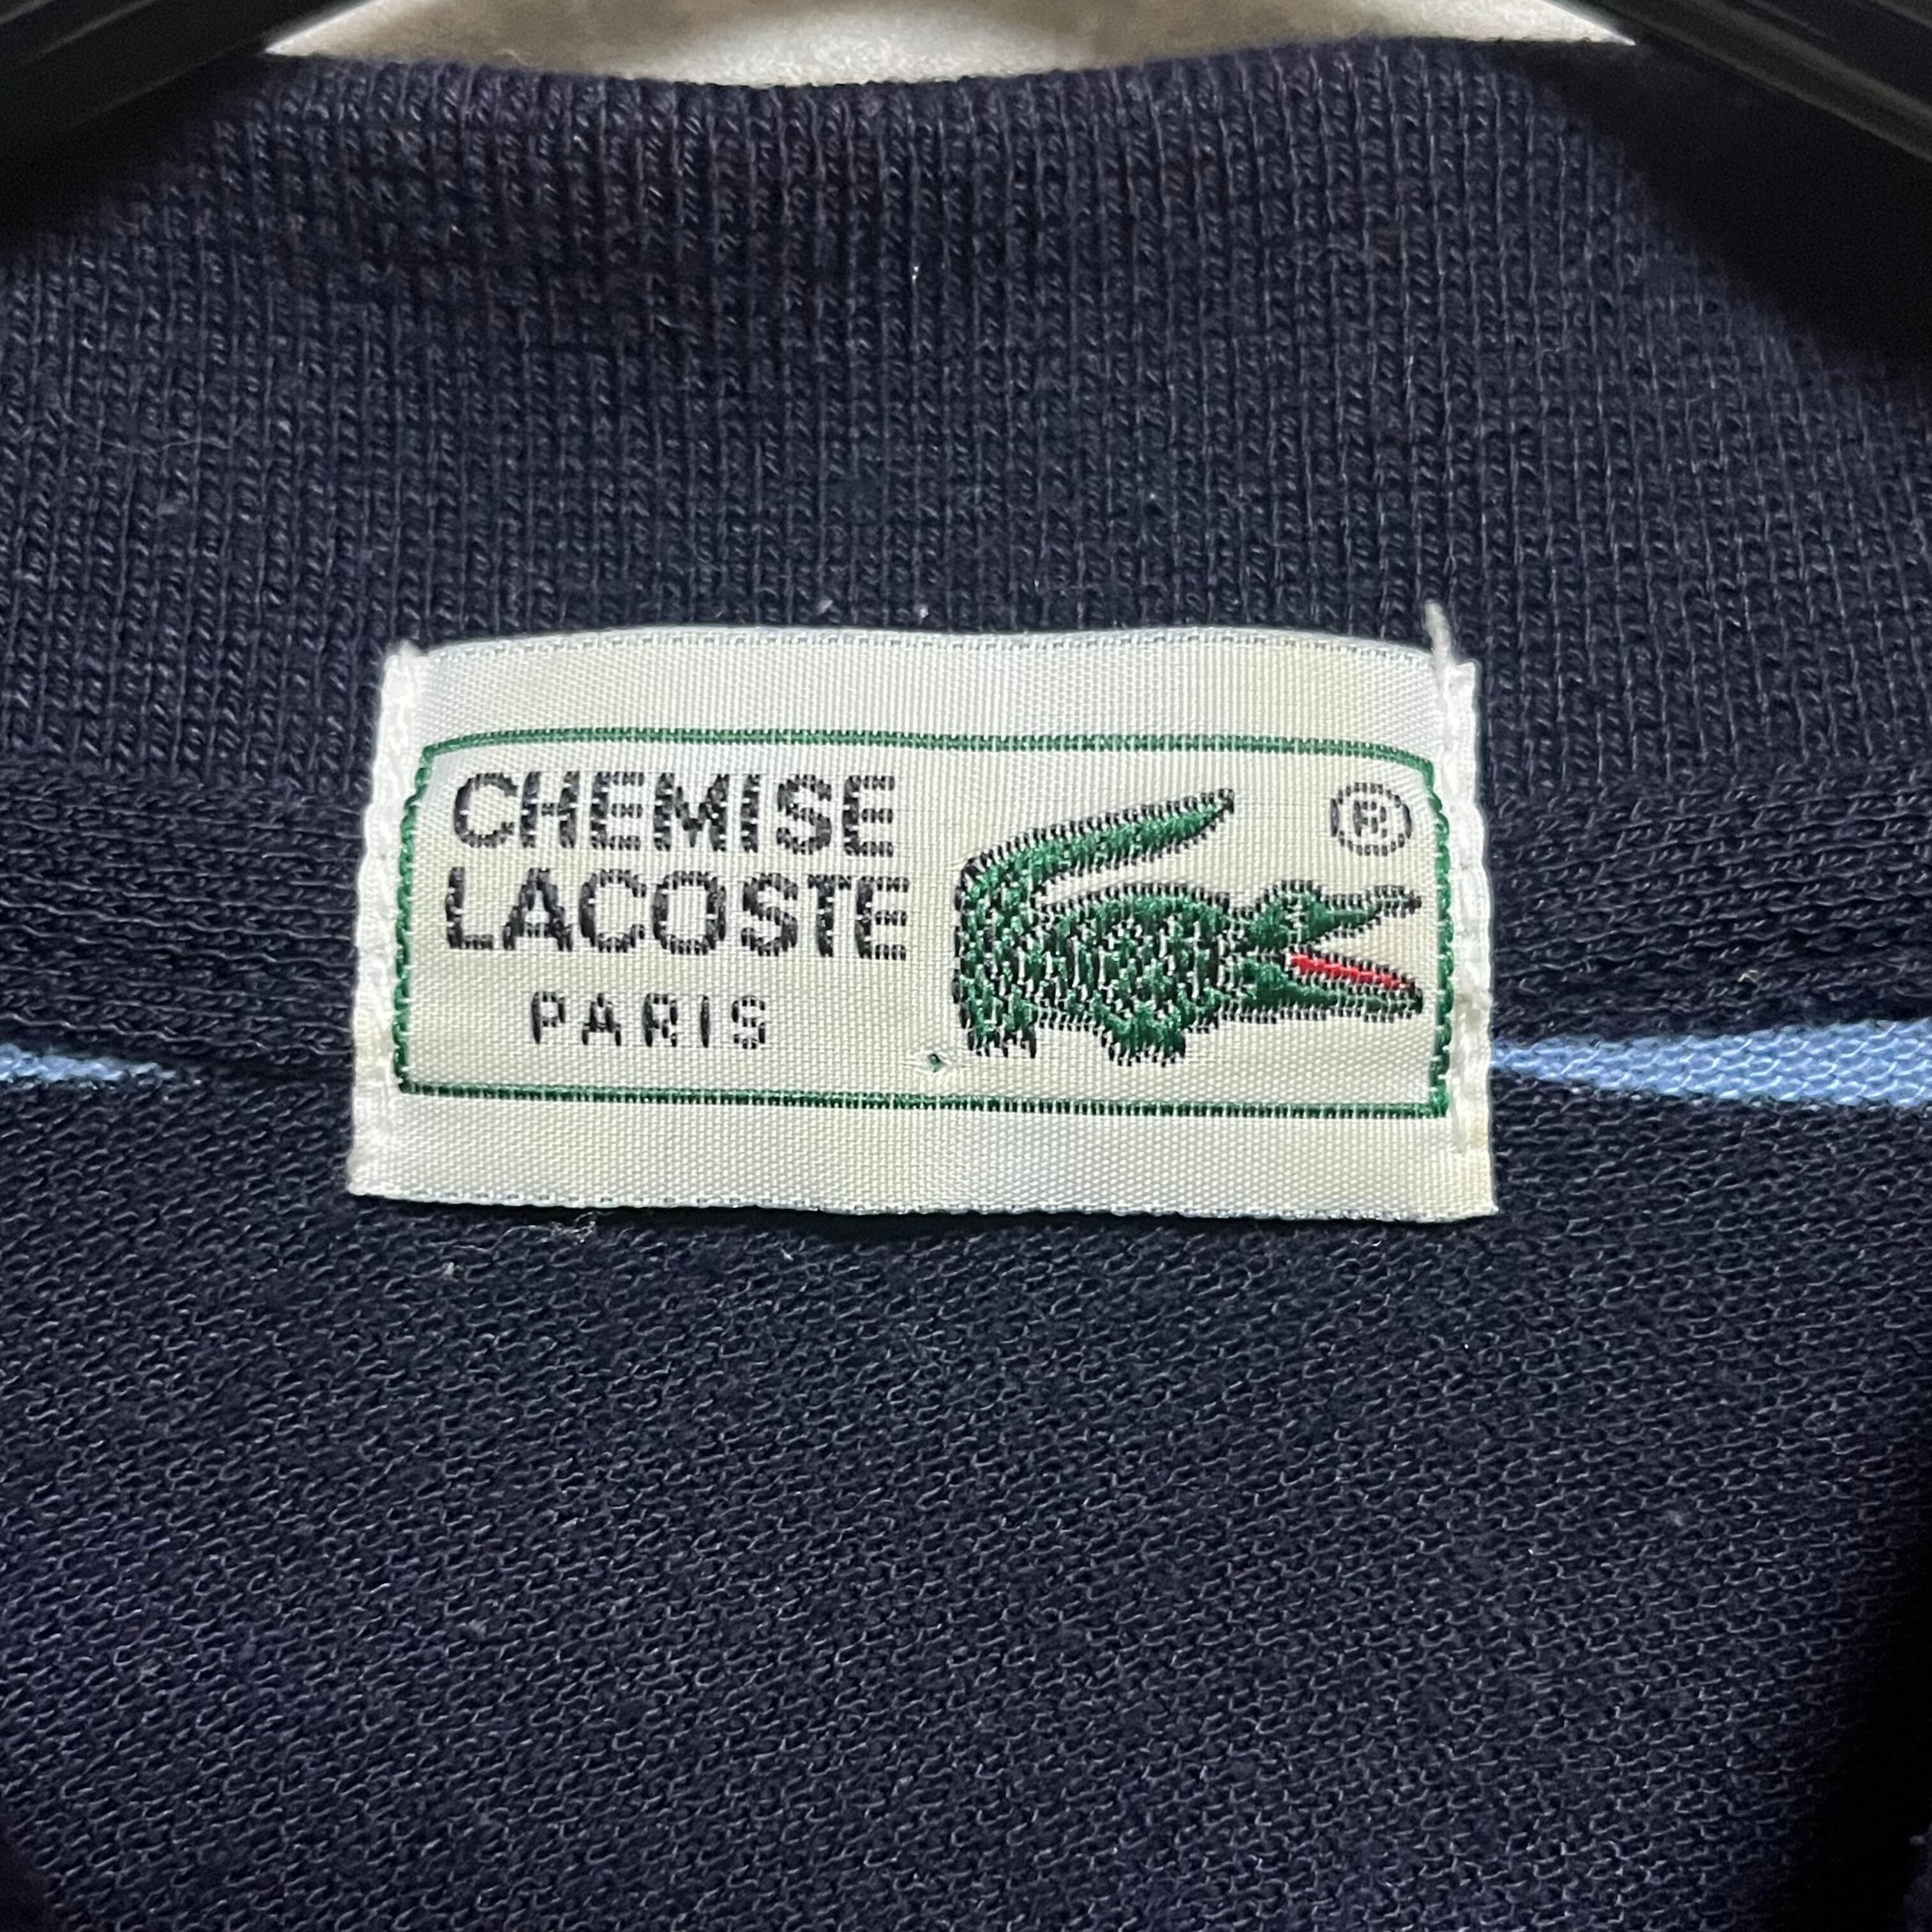 CHEMISE
LACOSTE
PARIS
®